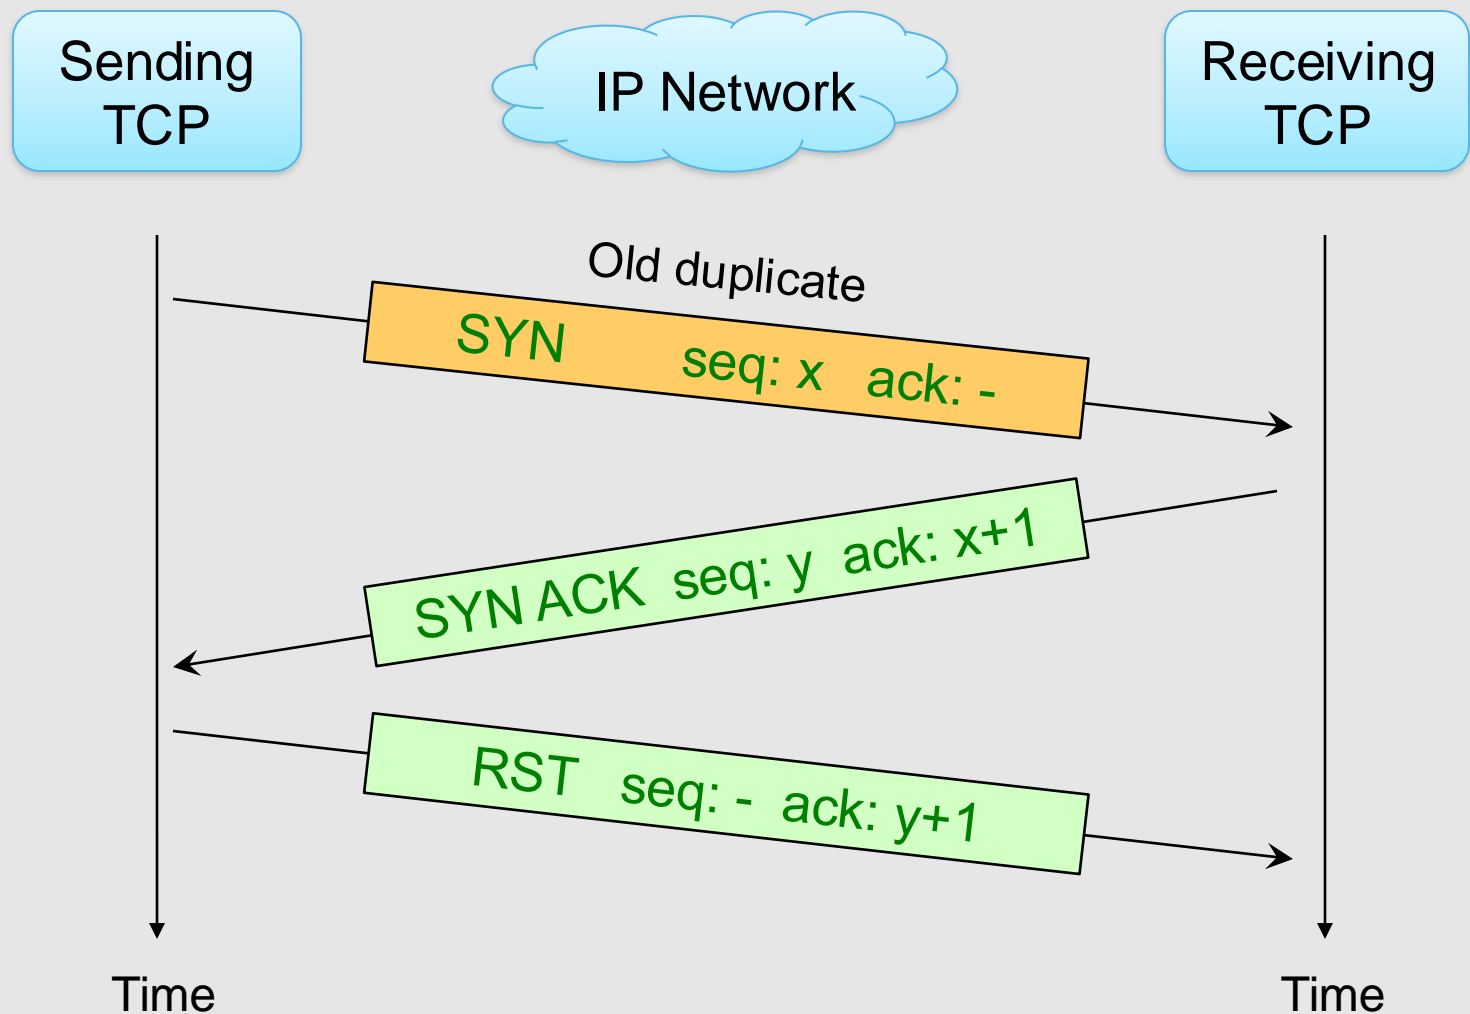 Sending
TCP
IP Network
Receiving
TCP
Old duplicate
SYN seq: x ack: -
SYN ACK seq: y ack: x+1
RST seq: - ack: y+1
Time
Time